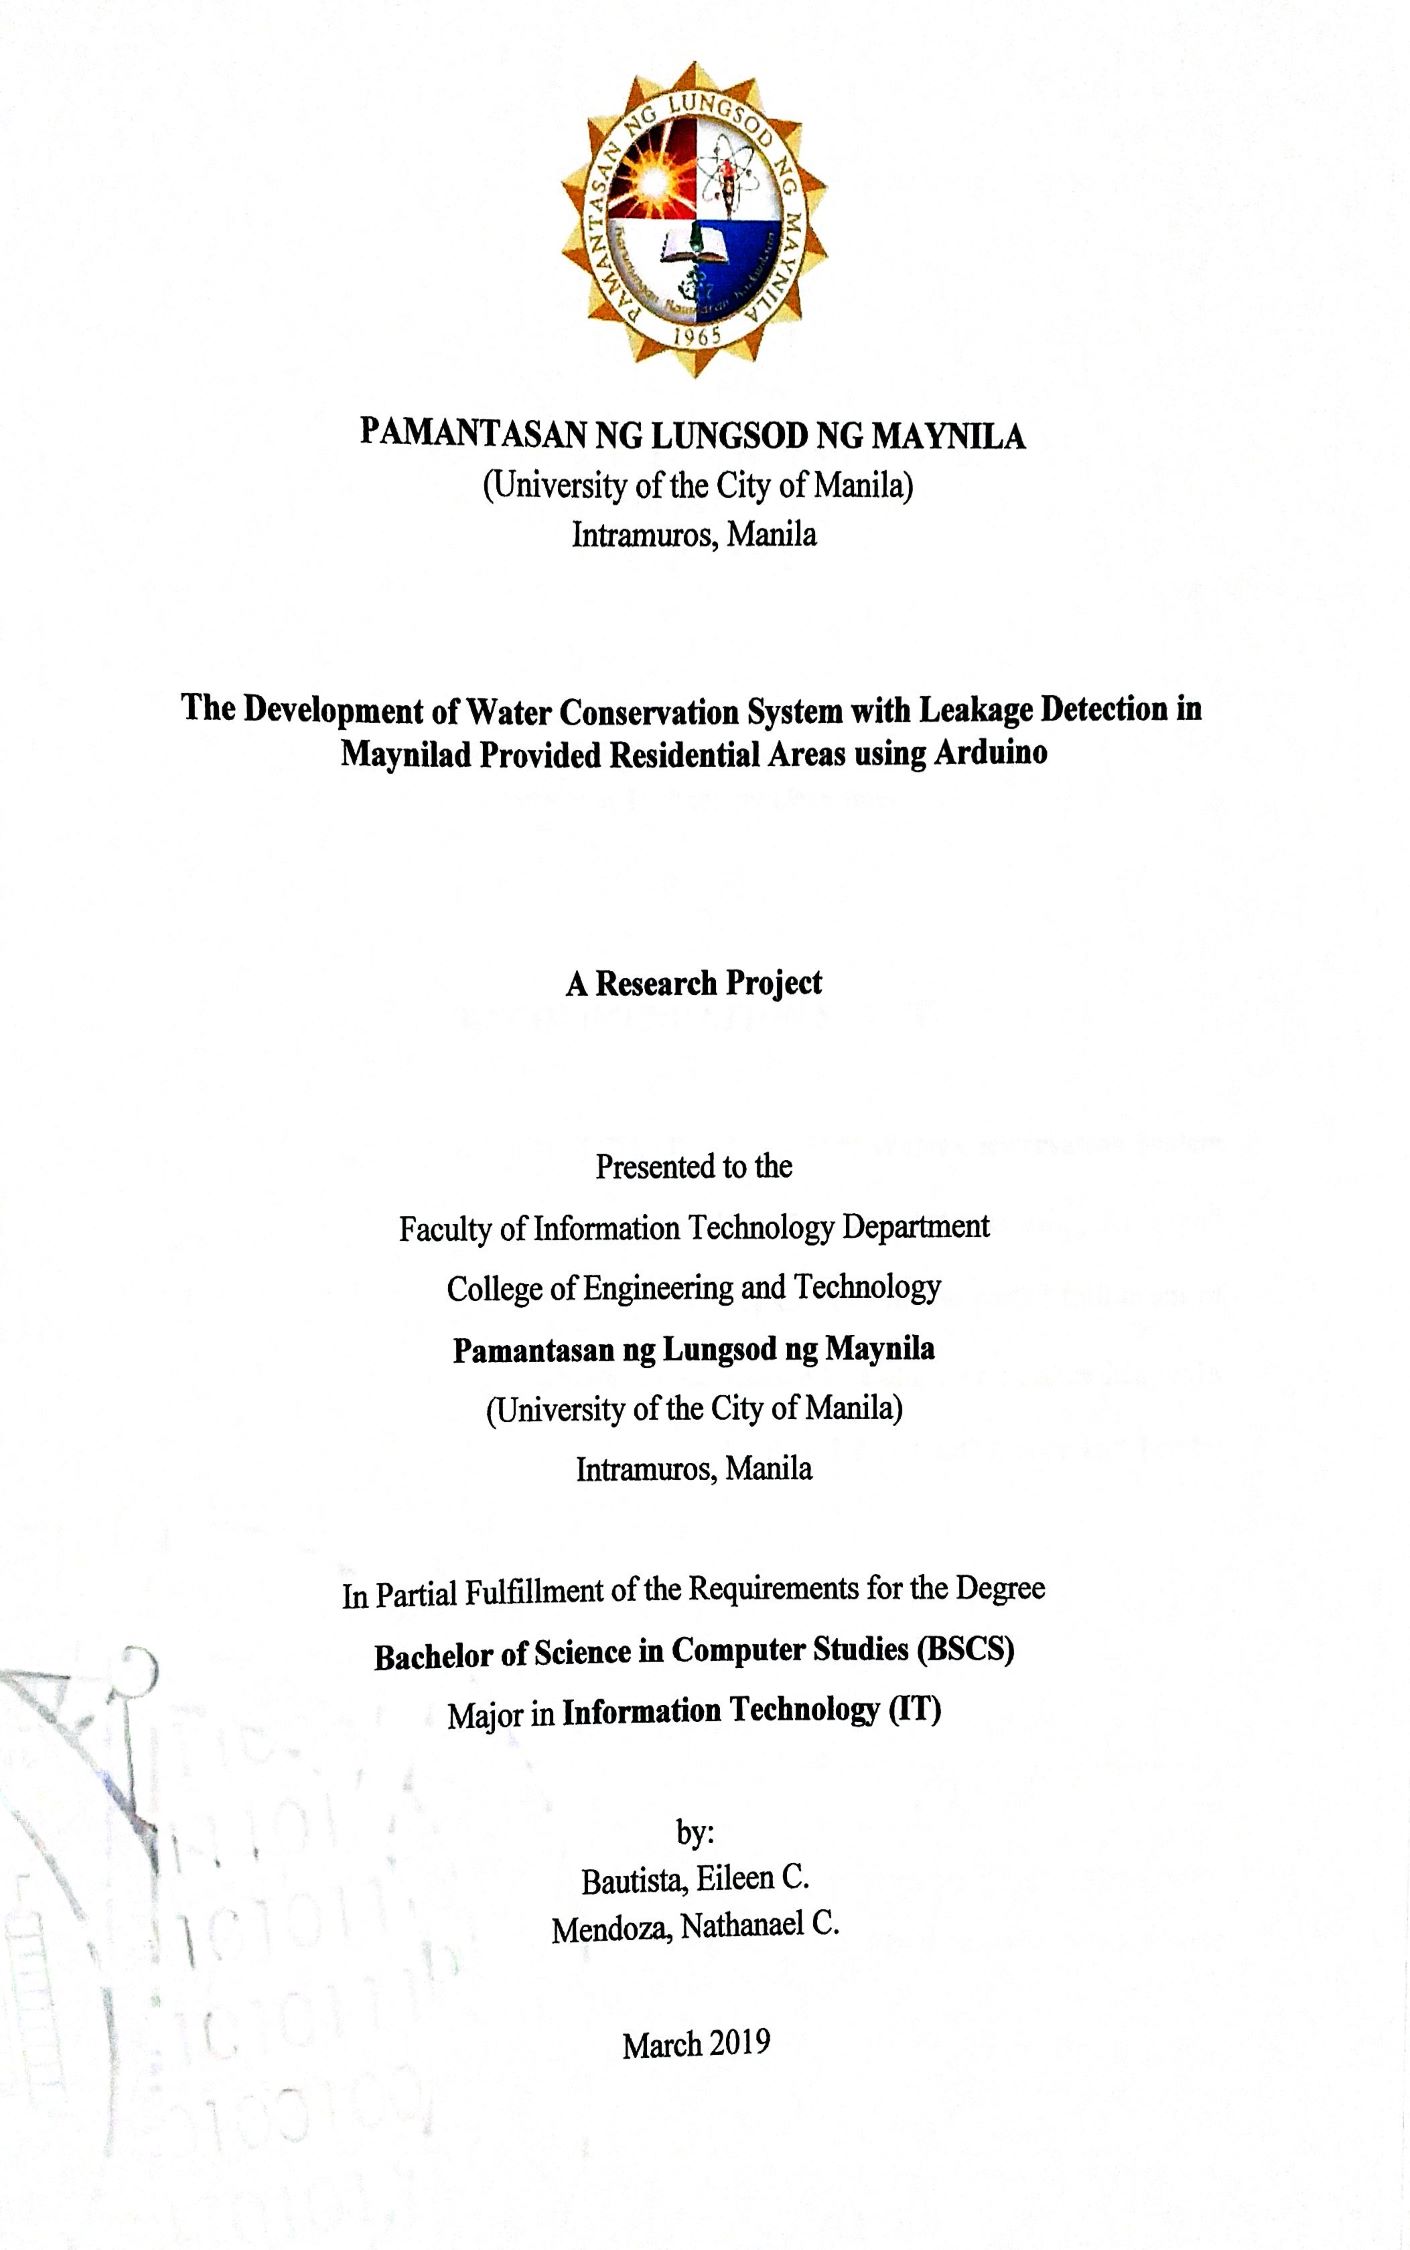 PAMANTASAN NG LUNGSOD NG MAYNILA
1965
PAMANTASAN NG LUNGSOD NG MAYNILA
(University of the City of Manila)
Intramuros, Manila
The Development of Water Conservation System with Leakage Detection in
Maynilad Provided Residential Areas using Arduino
A Research Project
Presented to the
Faculty of Information Technology Department
College of Engineering and Technology
Pamantasan ng Lungsod ng Maynila
(University of the City of Manila)
Intramuros, Manila
In Partial Fulfillment of the Requirements for the Degree
Bachelor of Science in Computer Studies (BSCS)
Major in Information Technology (IT)
by:
Bautista, Eileen C.
Mendoza, Nathanael C.
March 2019